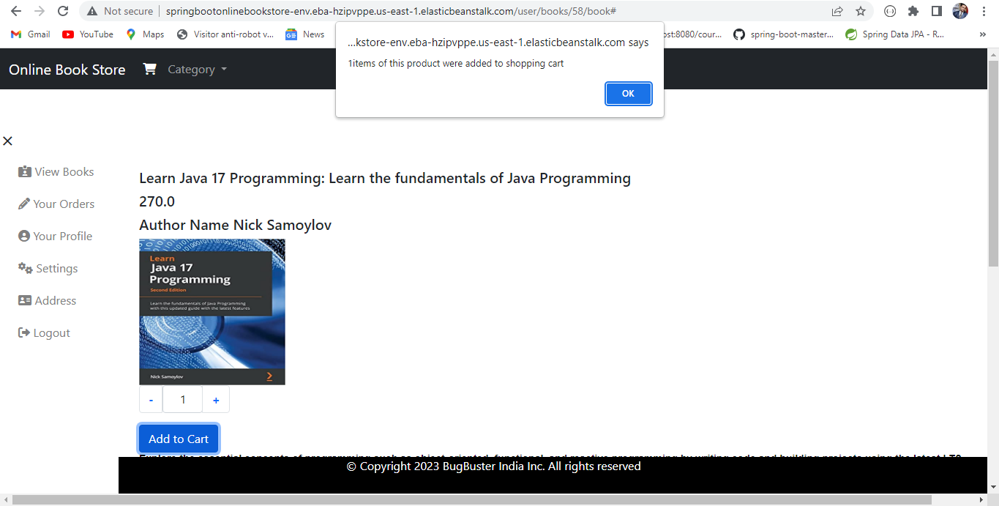 Not secure
springbootonlinebookstore-env.eba-hzipvppe.us-east-1.elasticbeanstalk.com/user/books/58/book#
Gmail
YouTube
Maps
Visitor anti-robot v...
News
ost:8080/cour...
spring-boot-master...
Spring Data JPA - R...
»
...kstore-env.eba-hzipvppe.us-east-1.elasticbeanstalk.com says
1items of this product were added to shopping cart
OK
Online Book Store
Category
View Books
Your Orders
Your Profile
Settings
Address
Logout
Learn Java 17 Programming: Learn the fundamentals of Java Programming
270.0
Author Name Nick Samoylov
Learn
Java 17
Programming
Second Edition
Learn the fundamentals of Java Programming
with this updated guide with the latest features
Nick Samoylov
- 1 +
Add to Cart
Explore the essential concepts of programming such as object-oriented, functional, and reactive programming by writing code and building projects using the latest LTS
© Copyright 2023 BugBuster India Inc. All rights reserved